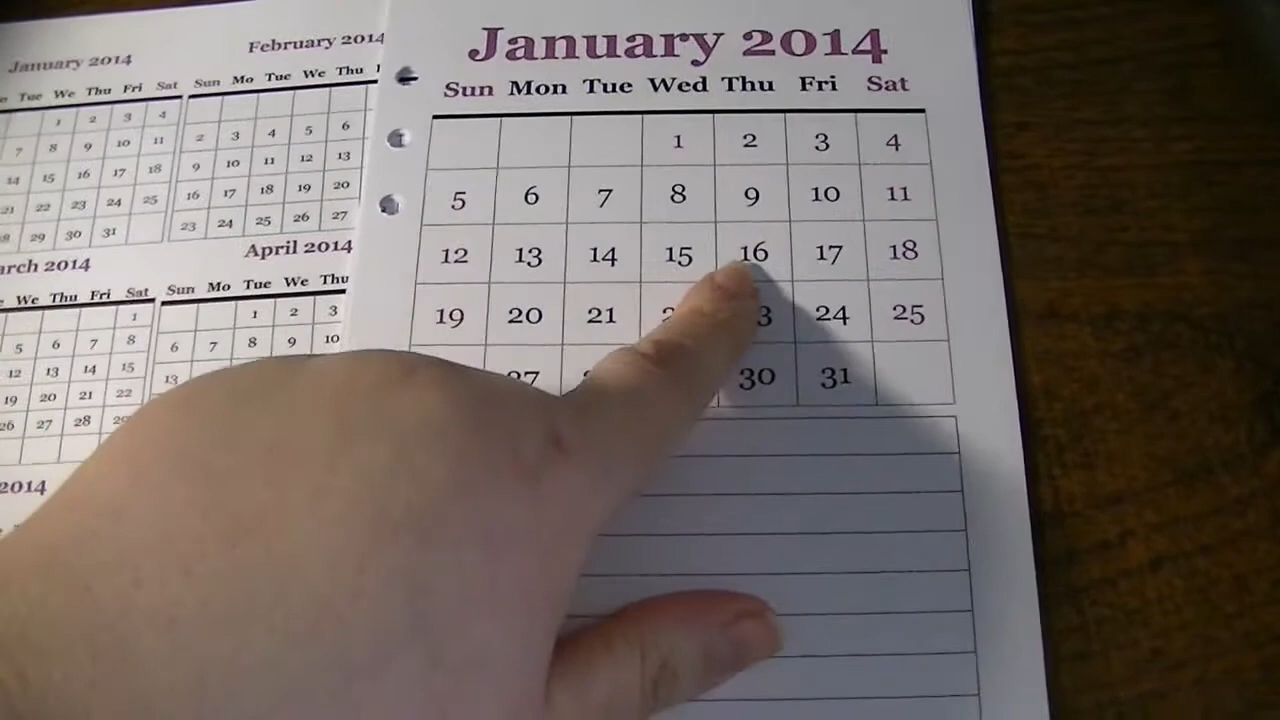 January 2014
Tue We Thu Fri Sat
1 2 3 4
7 8 9 10 11
14 15 16 17 18
21 22 23 24 25
29 30 31
February 2014
Sun Mo Tue We Thu
2 3 4 5 6
9 10 11 12 13
16 17 18 19 20
23 24 25 26 27
arch 2014
We Thu Fri Sat
1
5 6 7 8
12 13 14 15
19 20 21 22
26 27 28 29
April 2014
Sun Mo Tue We Thu
1 2 3
6 7 8 9 10
13
2014
January 2014
Sun Mon Tue Wed Thu Fri Sat
1 2 3 4
5 6 7 8 9 10 11
12 13 14 15 16 17 18
19 20 21 24 25
30 31